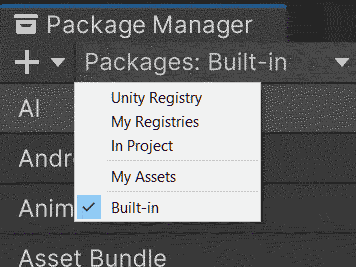 Package Manager
Packages: Built-in
AI
Unity Registry
My Registries
In Project
My Assets
Built-in
Andr
Anim
Asset Bundle